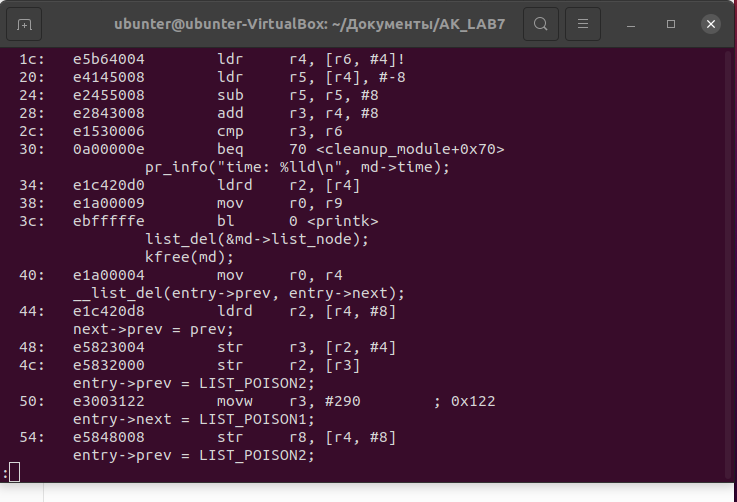 ubunter@ubunter-VirtualBox: ~/Документы/AK_LAB7
1c: e5b64004 ldr r4, [r6, #4]!
20: e4145008 ldr r5, [r4], #-8
24: e2455008 sub r5, r5, #8
28: e2843008 add r3, r4, #8
2c: e1530006 cmp r3, r6
30: 0a00000e beq 70 <cleanup_module+0x70>
pr_info("time: %lld\n", md->time);
34: e1c420d0 ldrd r2, [r4]
38: e1a00009 mov r0, r9
3c: ebfffffe bl 0 <printk>
list_del(&md->list_node);
kfree(md);
40: e1a00004 mov r0, r4
__list_del(entry->prev, entry->next);
44: e1c420d8 ldrd r2, [r4, #8]
next->prev = prev;
48: e5823004 str r3, [r2, #4]
4c: e5832000 str r2, [r3]
entry->prev = LIST_POISON2;
50: e3003122 movw r3, #290 ; 0x122
entry->next = LIST_POISON1;
54: e5848008 str r8, [r4, #8]
entry->prev = LIST_POISON2;
: